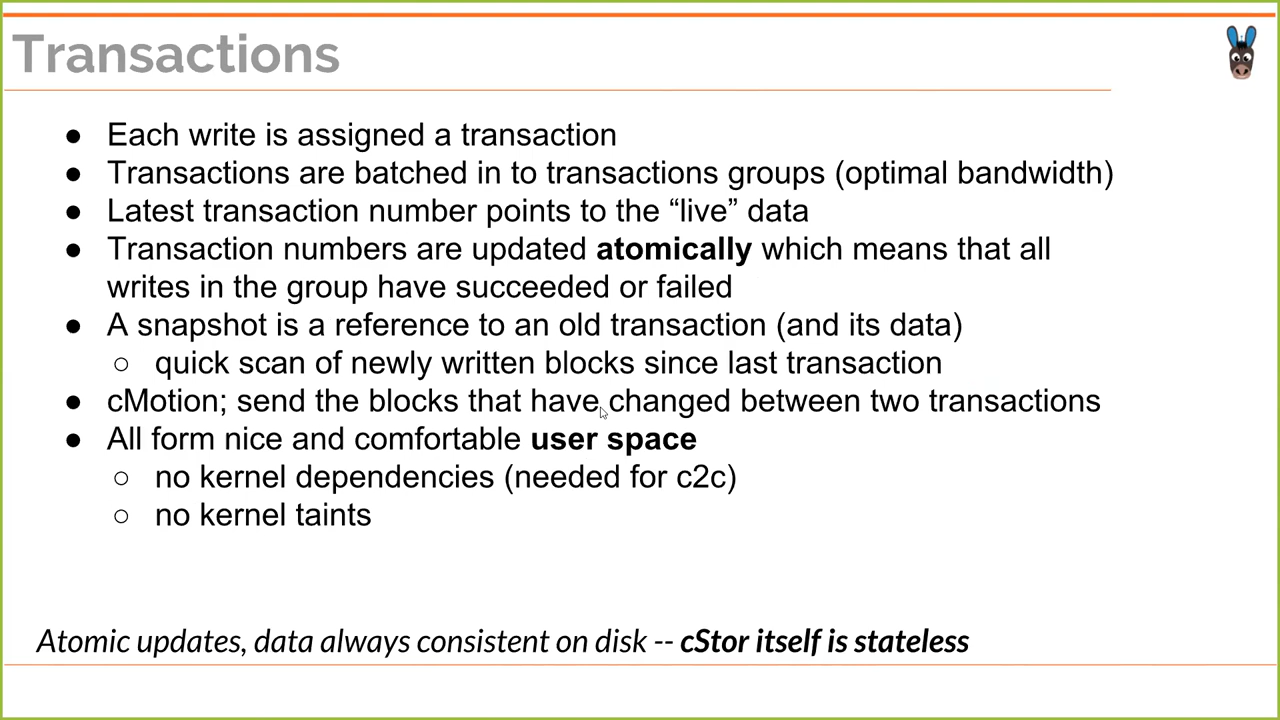 Transactions
● Each write is assigned a transaction
● Transactions are batched in to transactions groups (optimal bandwidth)
● Latest transaction number points to the “live” data
● Transaction numbers are updated atomically which means that all
writes in the group have succeeded or failed
● A snapshot is a reference to an old transaction (and its data)
○ quick scan of newly written blocks since last transaction
● cMotion; send the blocks that have changed between two transactions
● All form nice and comfortable user space
○ no kernel dependencies (needed for c2c)
○ no kernel taints
Atomic updates, data always consistent on disk -- cStor itself is stateless